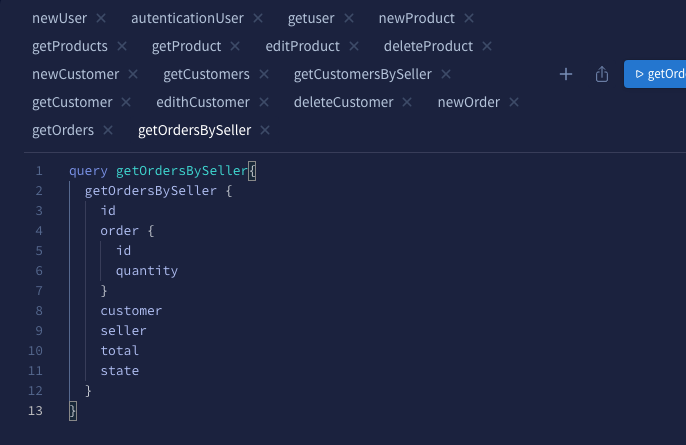 newUser × autenticationUser × getuser × newProduct ×
getProducts × getProduct × editProduct × deleteProduct ×
newCustomer × getCustomers × getCustomersBySeller ×
getCustomer × edithCustomer × deleteCustomer × newOrder ×
getOrders × getOrdersBySeller ×
+ getOrde
1 query getOrdersBySeller{
2 getOrdersBySeller {
3 id
4 order {
5 id
6 quantity
7 }
8 customer
9 seller
10 total
11 state
12 }
13 }